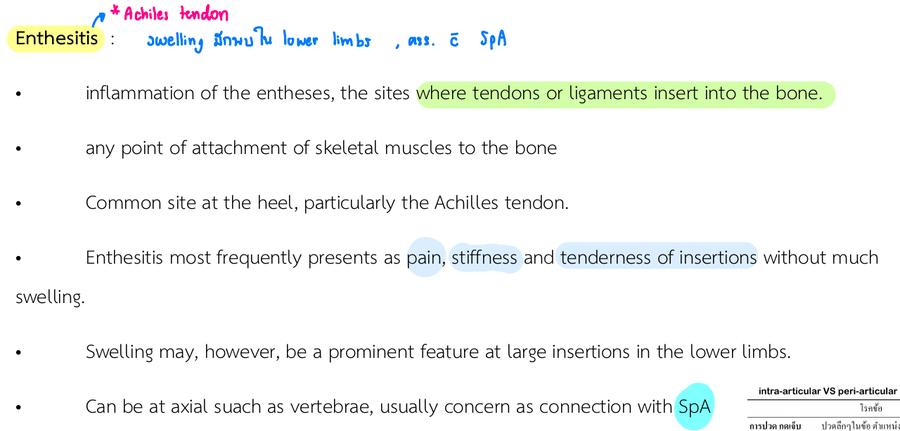 * Achiles tendon
Enthesitis : swelling มักพบใน lower limbs , ass. c̄ SpA
• inflammation of the entheses, the sites where tendons or ligaments insert into the bone.
• any point of attachment of skeletal muscles to the bone
• Common site at the heel, particularly the Achilles tendon.
• Enthesitis most frequently presents as pain, stiffness and tenderness of insertions without much
swelling.
• Swelling may, however, be a prominent feature at large insertions in the lower limbs.
intra-articular VS peri-articular
• Can be at axial suach as vertebrae, usually concern as connection with SpA
โรคข้อ
การปวด กดเจ็บ ปวดลึกๆในข้อ ตำแหน่ง